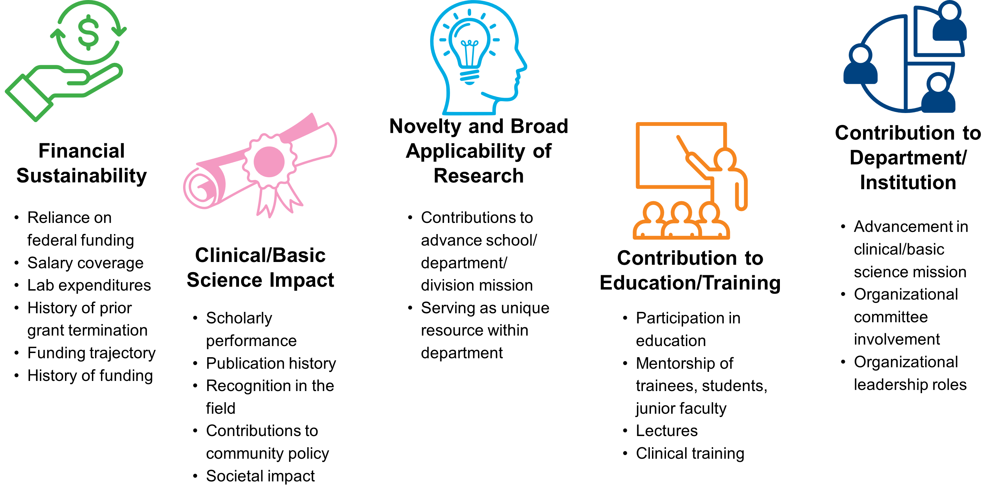 Financial
Sustainability
• Reliance on
federal funding
• Salary coverage
• Lab expenditures
• History of prior
grant termination
• Funding trajectory
• History of funding
Clinical/Basic
Science Impact
• Scholarly
performance
• Publication history
• Recognition in the
field
• Contributions to
community policy
• Societal impact
Novelty and Broad
Applicability of
Research
• Contributions to
advance school/
department/
division mission
• Serving as unique
resource within
department
Contribution to
Education/Training
• Participation in
education
• Mentorship of
trainees, students,
junior faculty
• Lectures
• Clinical training
Contribution to
Department/
Institution
• Advancement in
clinical/basic
science mission
• Organizational
committee
involvement
• Organizational
leadership roles